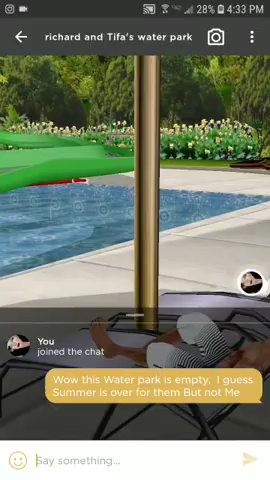 28% 4:33 PM
richard and Tifa's water park
You
joined the chat
Wow this Water park is empty, I guess
Summer is over for them But not Me
Say something...